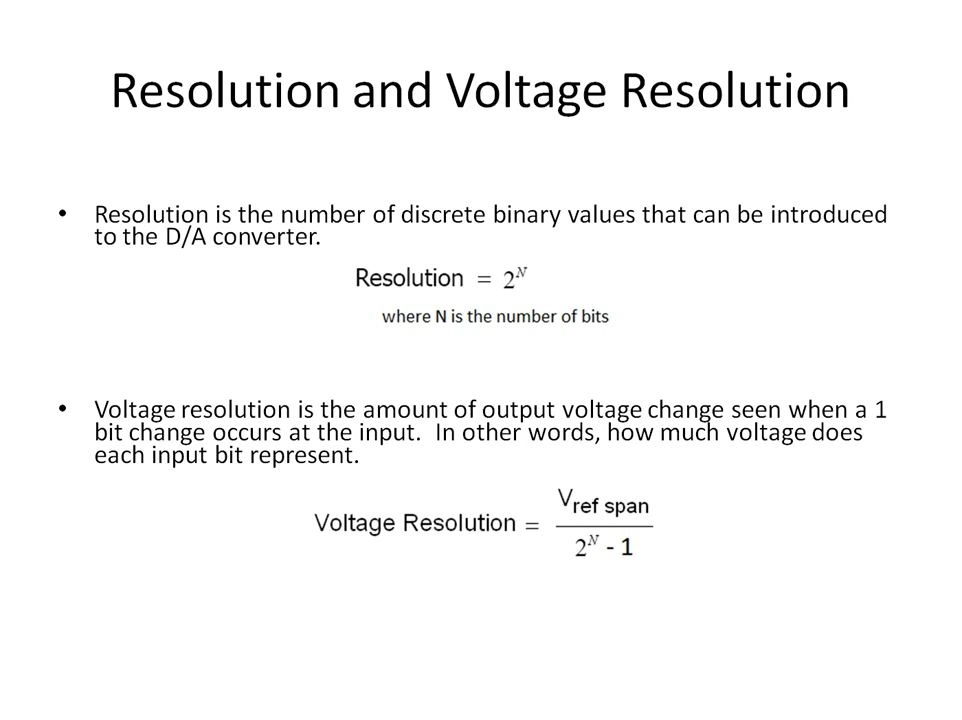 Resolution and Voltage Resolution
• Resolution is the number of discrete binary values that can be introduced
to the D/A converter.
Resolution = 2^N
where N is the number of bits
• Voltage resolution is the amount of output voltage change seen when a 1
bit change occurs at the input.  In other words, how much voltage does
each input bit represent.
Voltage Resolution = V_ref span / (2^N - 1)